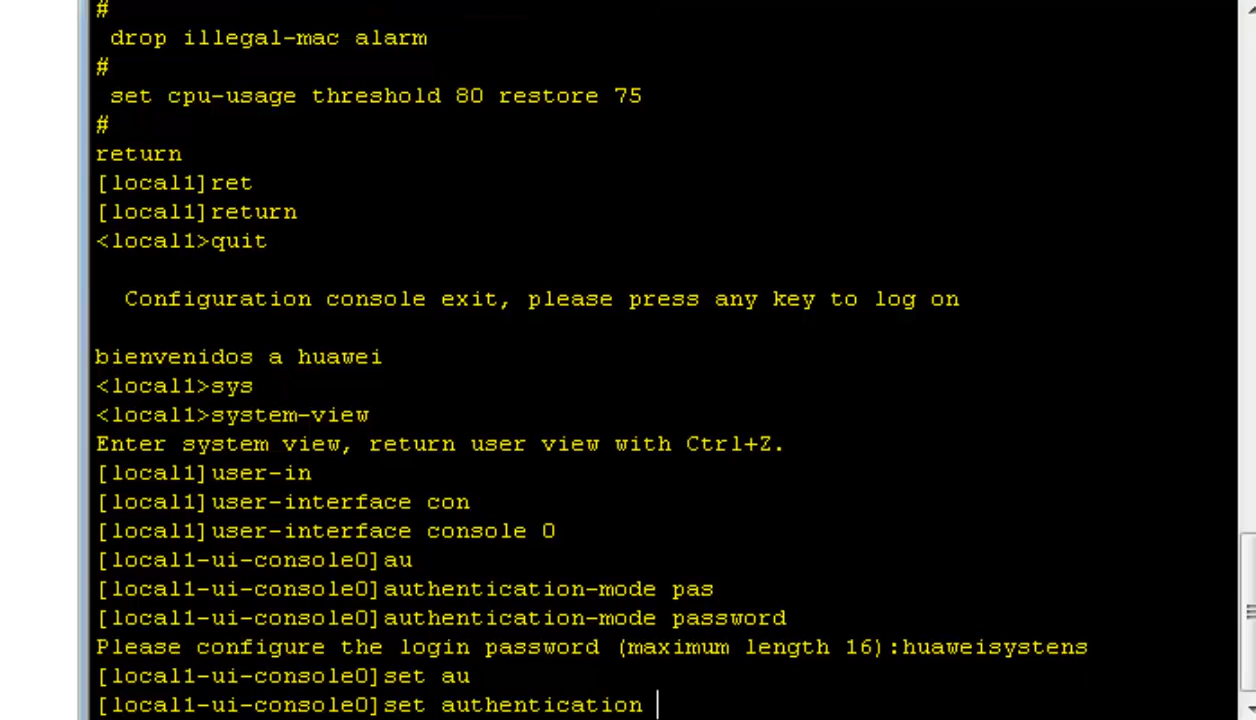 #
drop illegal-mac alarm
#
set cpu-usage threshold 80 restore 75
#
return
[local1]ret
[local1]return
<local1>quit
Configuration console exit, please press any key to log on
bienvenidos a huawei
<local1>sys
<local1>system-view
Enter system view, return user view with Ctrl+Z.
[local1]user-in
[local1]user-interface con
[local1]user-interface console 0
[local1-ui-console0]au
[local1-ui-console0]authentication-mode pas
[local1-ui-console0]authentication-mode password
Please configure the login password (maximum length 16):huaweisystens
[local1-ui-console0]set au
[local1-ui-console0]set authentication